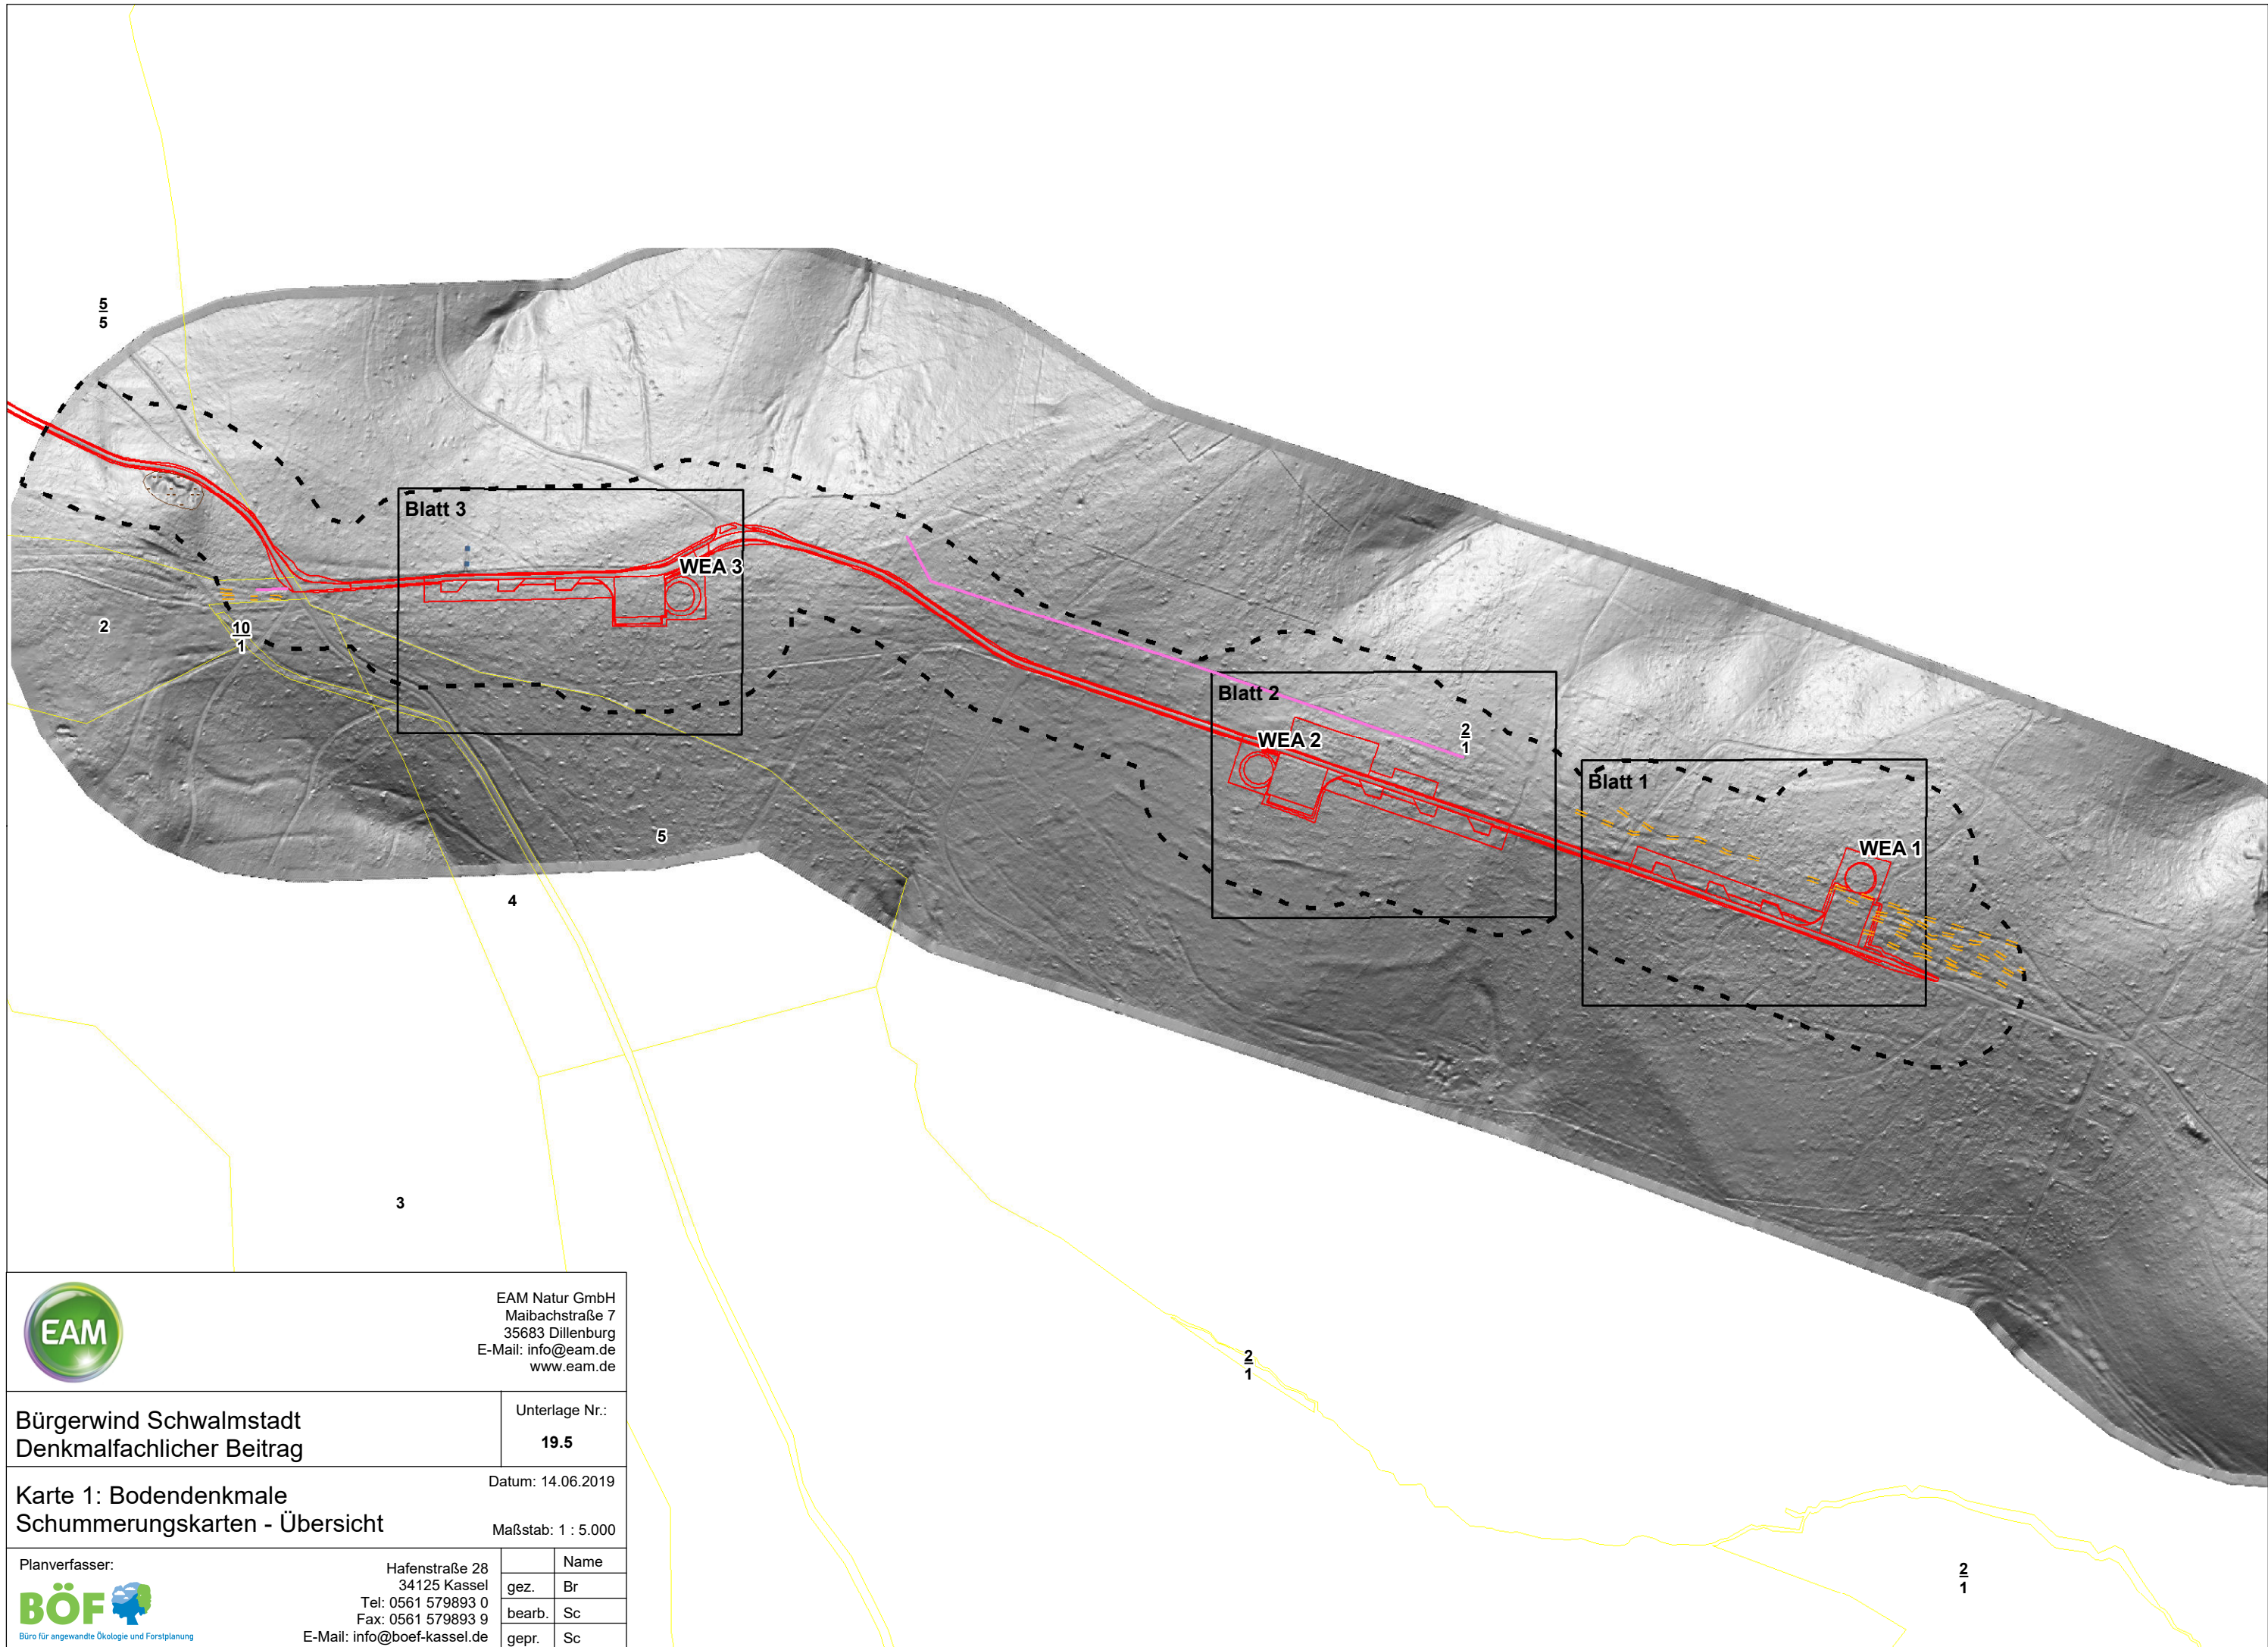 5
5
Blatt 3
WEA 3
2
10
1
Blatt 2
WEA 2
2
1
Blatt 1
WEA 1
5
4
3
2
1
2
1
EAM
EAM Natur GmbH
Maibachstraße 7
35683 Dillenburg
E-Mail: info@eam.de
www.eam.de
Bürgerwind Schwalmstadt
Denkmalfachlicher Beitrag
Unterlage Nr.:
19.5
Karte 1: Bodendenkmale
Schummerungskarten - Übersicht
Datum: 14.06.2019
Maßstab: 1 : 5.000
Planverfasser:
BÖF
Büro für angewandte Ökologie und Forstplanung
Hafenstraße 28
34125 Kassel
Tel: 0561 579893 0
Fax: 0561 579893 9
E-Mail: info@boef-kassel.de
Name
gez. Br
bearb. Sc
gepr. Sc